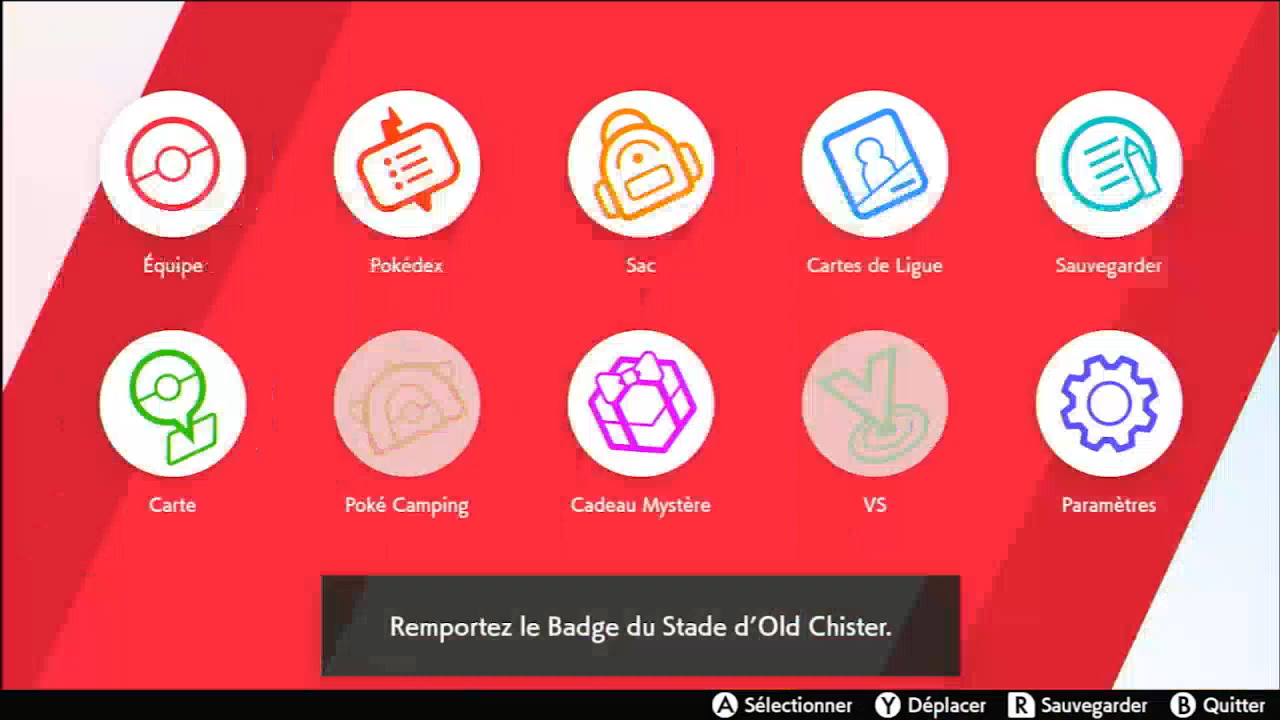 Équipe
Pokédex
Sac
Cartes de Ligue
Sauvegarder
Carte
Poké Camping
Cadeau Mystère
VS
Paramètres
Remportez le Badge du Stade d'Old Chister.
A Sélectionner Y Déplacer R Sauvegarder B Quitter